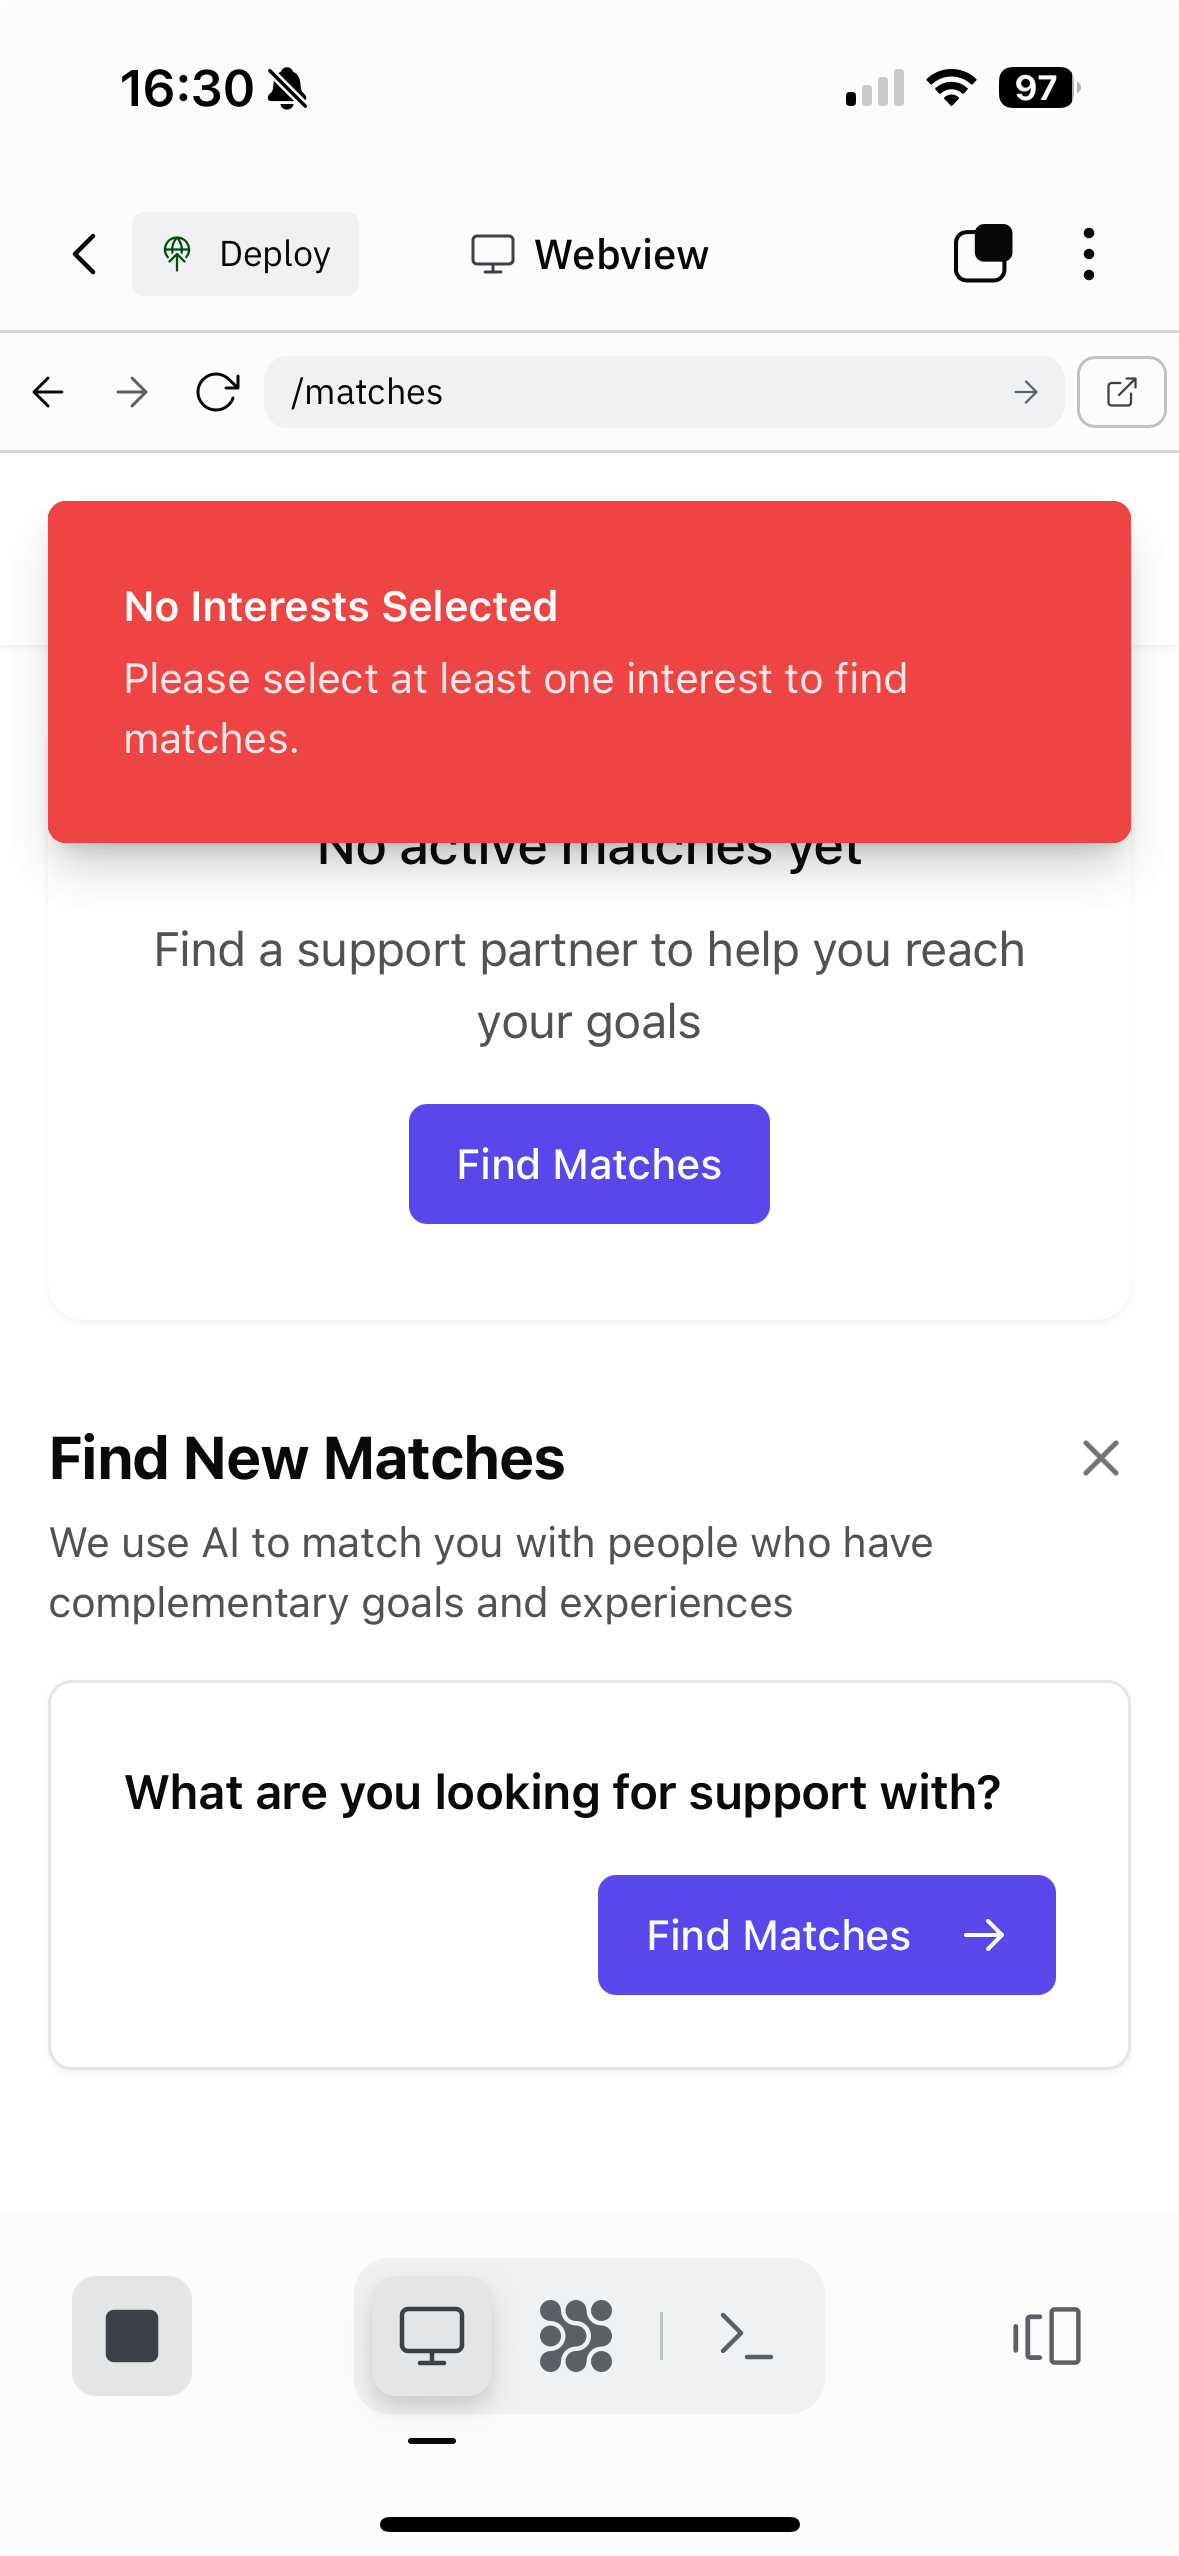 16:30
97
Deploy
Webview
/matches
No Interests Selected
Please select at least one interest to find
matches.
No active matches yet
Find a support partner to help you reach
your goals
Find Matches
Find New Matches
We use AI to match you with people who have
complementary goals and experiences
What are you looking for support with?
Find Matches